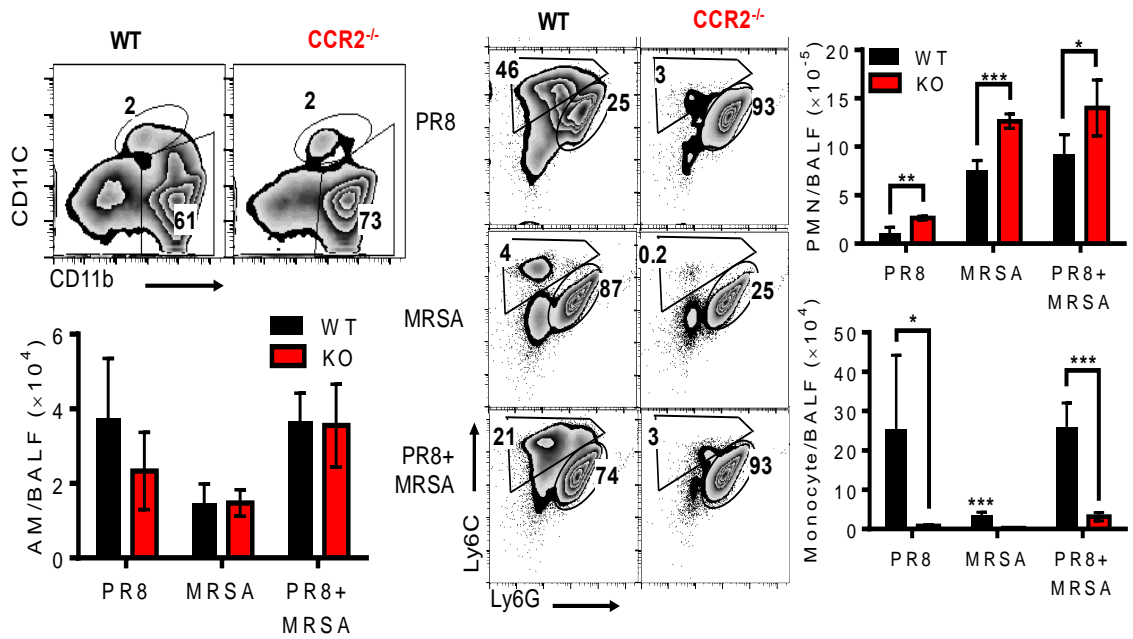 WT
CCR2-/-
2
2
61
73
CD11C
CD11b
WT
KO
AM/BALF (×10⁴)
6
4
2
0
PR8
MRSA
PR8+
MRSA
WT
CCR2-/-
PR8
46
25
3
93
MRSA
4
87
0.2
25
PR8+
MRSA
21
74
3
93
Ly6C
Ly6G
WT
KO
PMN/BALF (×10⁻⁵)
20
15
10
5
0
**
***
*
PR8
MRSA
PR8+
MRSA
Monocyte/BALF (×10⁴)
50
40
30
20
10
0
*
***
***
PR8
MRSA
PR8+
MRSA